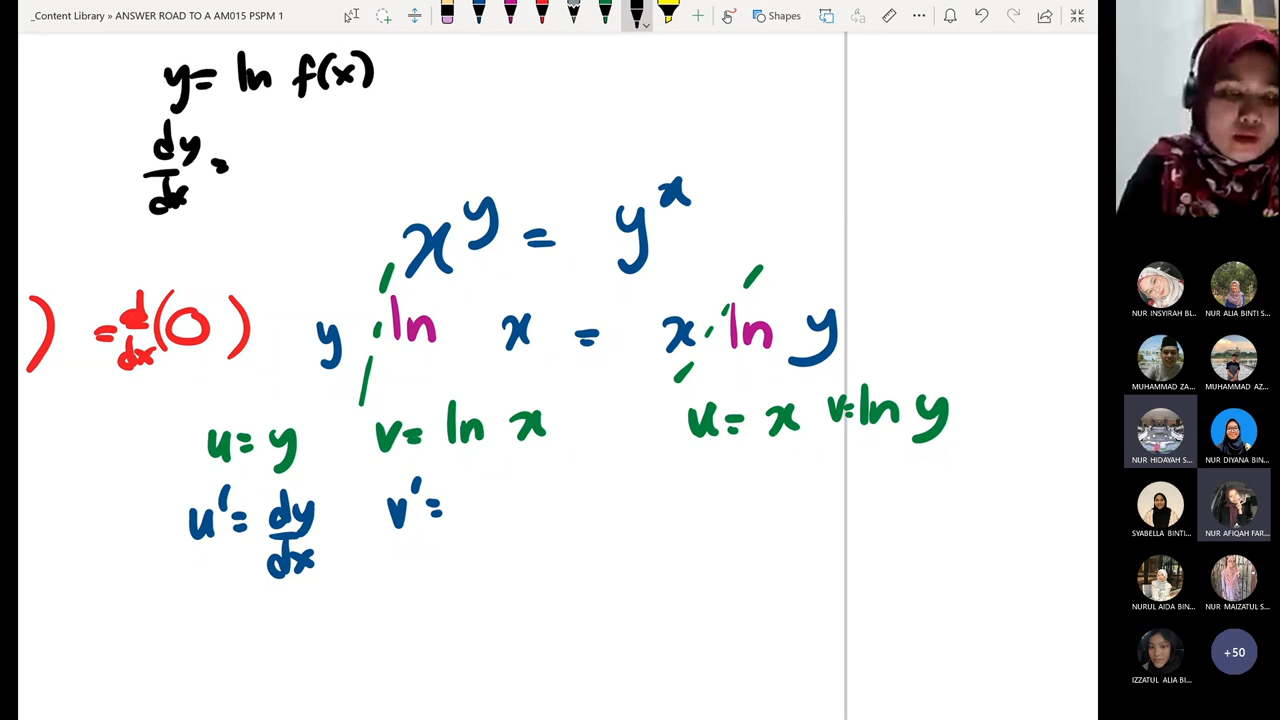 _Content Library » ANSWER ROAD TO A AM015 PSPM 1
Shapes
y = ln f(x)
dy/dx =
x^y = y^x
) = d/dx (0)
y ln x = x ln y
u = y v = ln x u = x v = ln y
u' = dy/dx v' =
NUR INSYIRAH BI...
NUR ALIA BINTI S...
MUHAMMAD ZA...
MUHAMMAD AZ...
NUR HIDAYAH S...
NUR DIYANA BIN...
SYABELLA BINTI...
NUR AFIQAH FAR...
NURUL AIDA BIN...
NUR MAIZATUL S...
IZZATUL ALIA BI...
+50